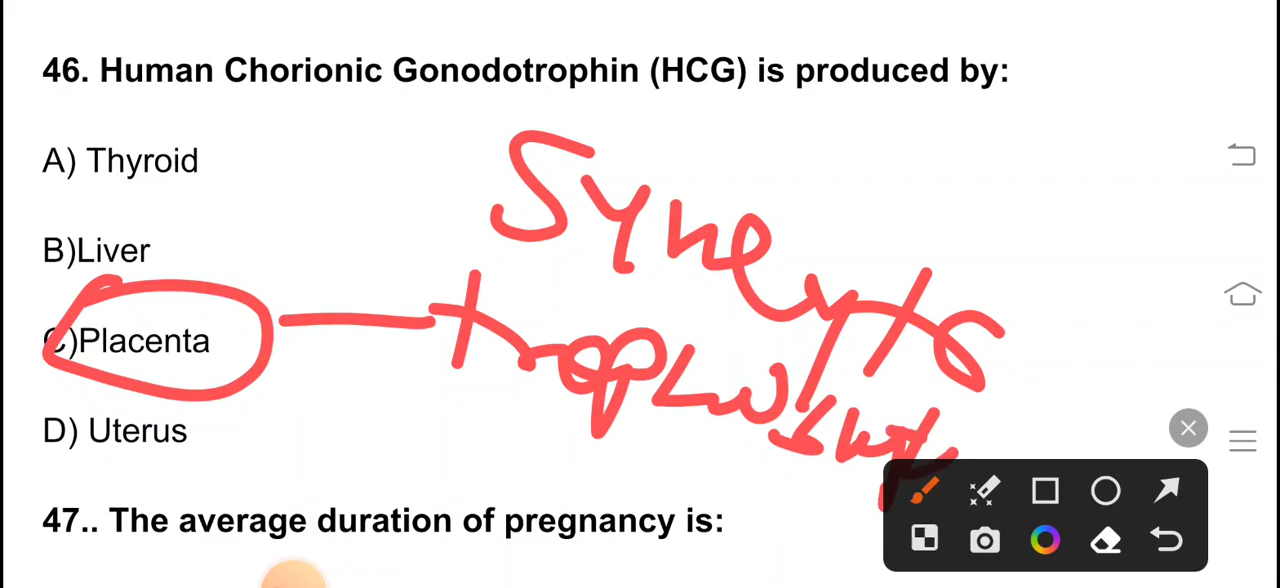 46. Human Chorionic Gonodotrophin (HCG) is produced by:
A) Thyroid
B)Liver
C)Placenta
D) Uterus
47.. The average duration of pregnancy is: